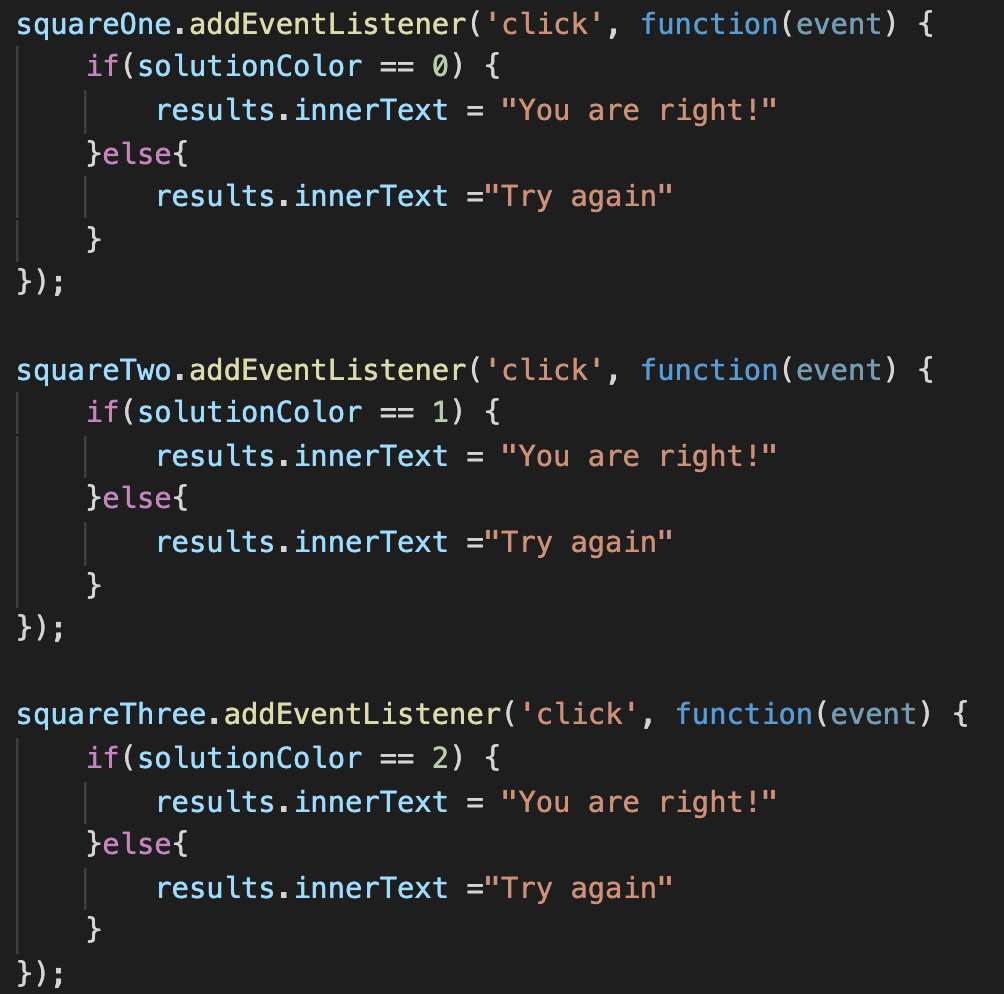 squareOne.addEventListener('click', function(event) {
    if(solutionColor == 0) {
        results.innerText = "You are right!"
    }else{
        results.innerText ="Try again"
    }
});

squareTwo.addEventListener('click', function(event) {
    if(solutionColor == 1) {
        results.innerText = "You are right!"
    }else{
        results.innerText ="Try again"
    }
});

squareThree.addEventListener('click', function(event) {
    if(solutionColor == 2) {
        results.innerText = "You are right!"
    }else{
        results.innerText ="Try again"
    }
});